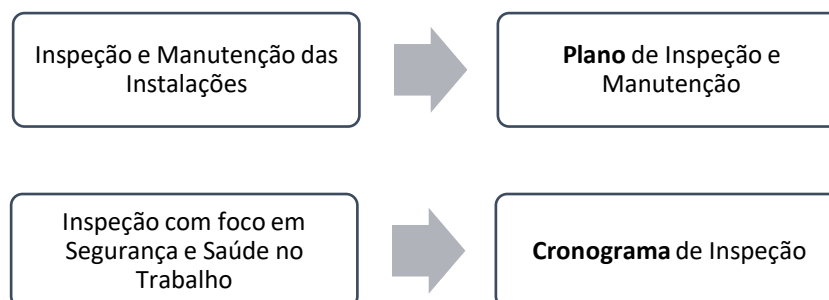 Inspeção e Manutenção das
Instalações
Plano de Inspeção e
Manutenção
Inspeção com foco em
Segurança e Saúde no
Trabalho
Cronograma de Inspeção